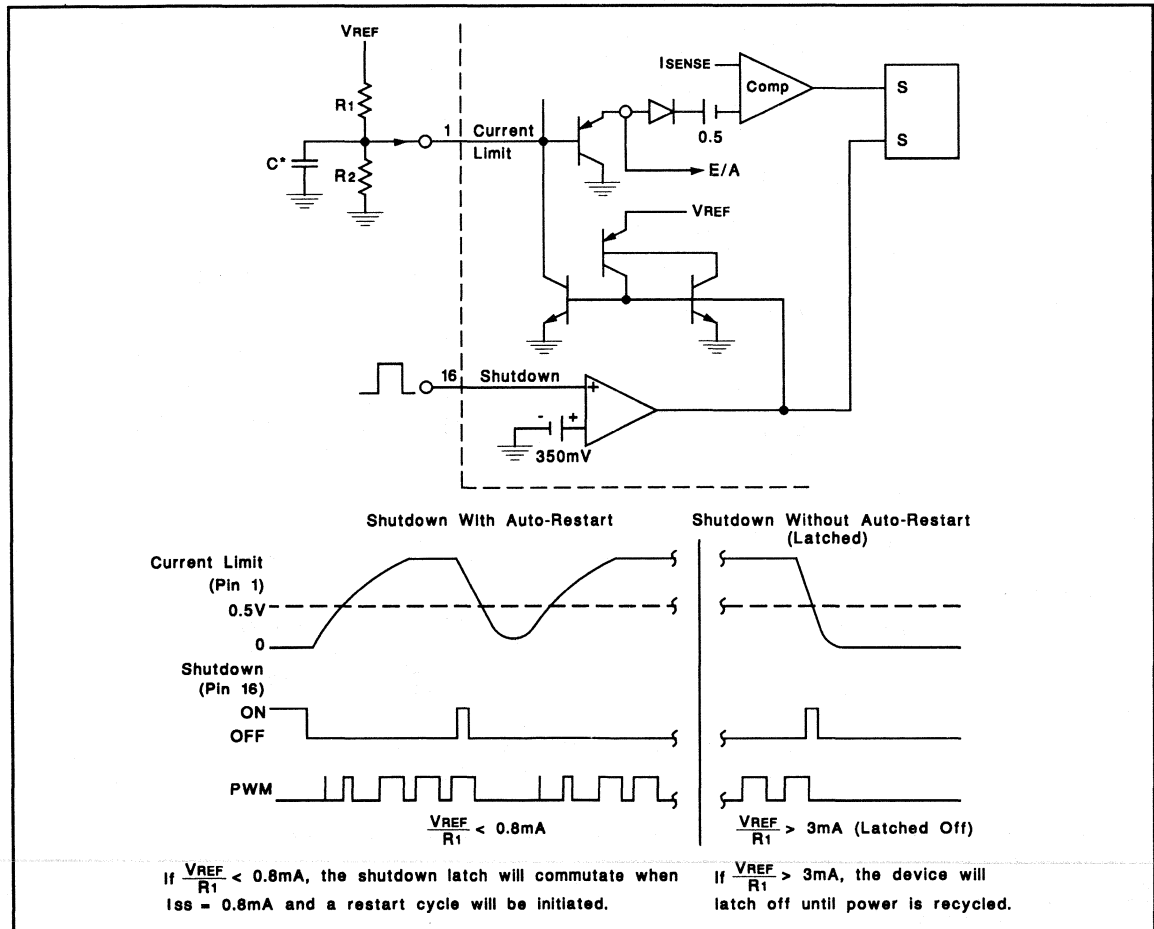 VREF
R1
C*
R2
1
Current
Limit
ISENSE
Comp
0.5
E/A
S
S
VREF
16
Shutdown
+
- +
350mV
Shutdown With Auto-Restart
Shutdown Without Auto-Restart
(Latched)
Current Limit
(Pin 1)
0.5V
0
Shutdown
(Pin 16)
ON
OFF
PWM
VREF/R1 < 0.8mA
VREF/R1 > 3mA (Latched Off)
If VREF/R1 < 0.8mA, the shutdown latch will commutate when
Iss = 0.8mA and a restart cycle will be initiated.
If VREF/R1 > 3mA, the device will
latch off until power is recycled.